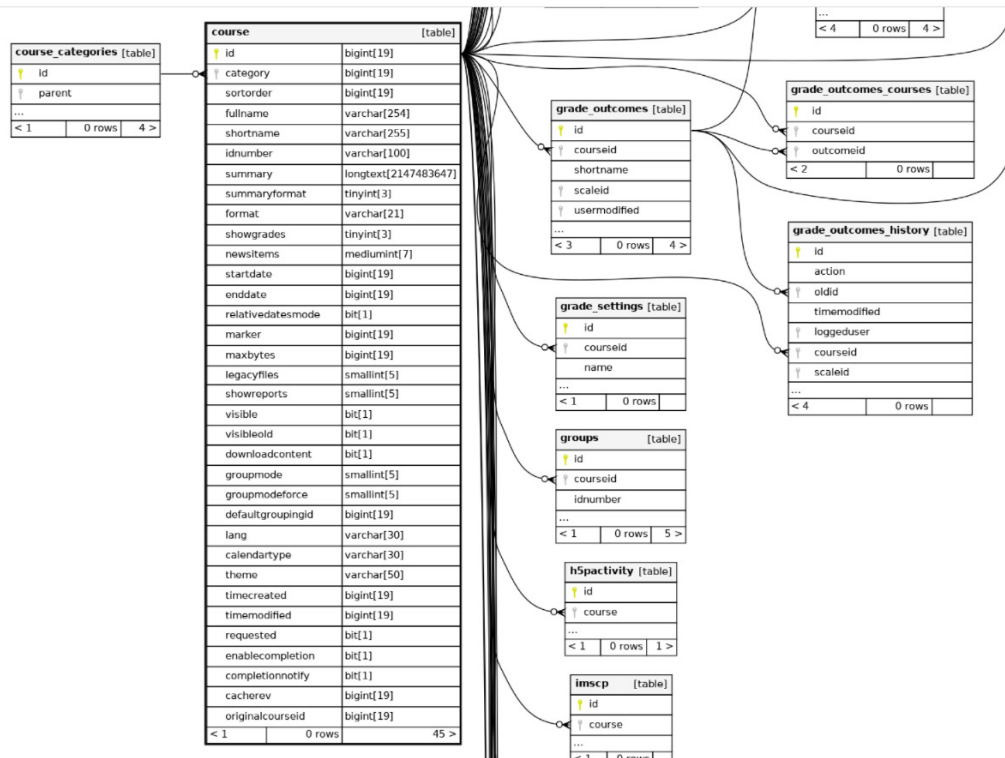 course_categories [table]
id
parent
...
< 1 0 rows 4 >
course [table]
id bigint[19]
category bigint[19]
sortorder bigint[19]
fullname varchar[254]
shortname varchar[255]
idnumber varchar[100]
summary longtext[2147483647]
summaryformat tinyint[3]
format varchar[21]
showgrades tinyint[3]
newsitems mediumint[7]
startdate bigint[19]
enddate bigint[19]
relativedatesmode bit[1]
marker bigint[19]
maxbytes bigint[19]
legacyfiles smallint[5]
showreports smallint[5]
visible bit[1]
visibleold bit[1]
downloadcontent bit[1]
groupmode smallint[5]
groupmodeforce smallint[5]
defaultgroupingid bigint[19]
lang varchar[30]
calendartype varchar[30]
theme varchar[50]
timecreated bigint[19]
timemodified bigint[19]
requested bit[1]
enablecompletion bit[1]
completionnotify bit[1]
cacherev bigint[19]
originalcourseid bigint[19]
< 1 0 rows 45 >
grade_outcomes [table]
id
courseid
shortname
scaleid
usermodified
...
< 3 0 rows 4 >
grade_settings [table]
id
courseid
name
...
< 1 0 rows
groups [table]
id
courseid
idnumber
...
< 1 0 rows 5 >
h5pactivity [table]
id
course
...
< 1 0 rows 1 >
imscp [table]
id
course
...
< 1 0 rows
...
< 4 0 rows 4 >
grade_outcomes_courses [table]
id
courseid
outcomeid
< 2 0 rows
grade_outcomes_history [table]
id
action
oldid
timemodified
loggeduser
courseid
scaleid
...
< 4 0 rows